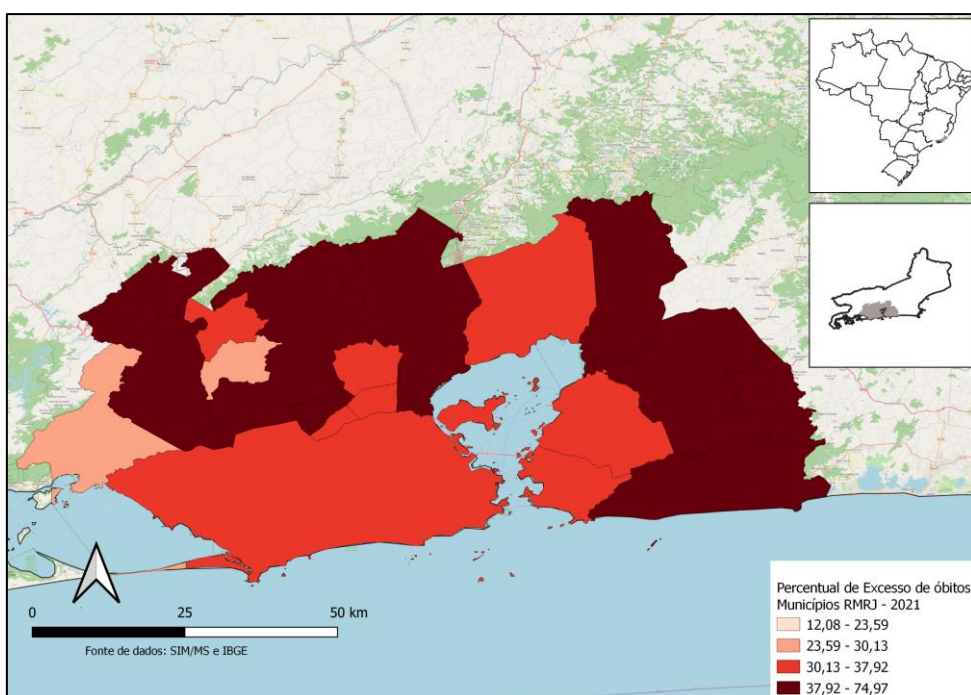 0 25 50 km
Fonte de dados: SIM/MS e IBGE
Percentual de Excesso de óbitos
Municípios RMRJ - 2021
12,08 - 23,59
23,59 - 30,13
30,13 - 37,92
37,92 - 74,97